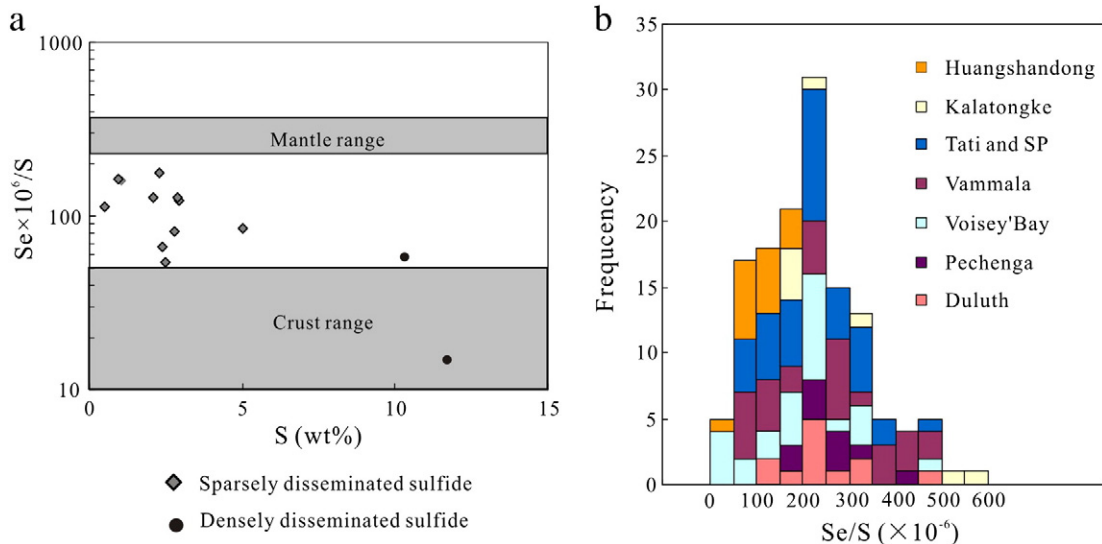 a
1000
100
10
Se×10⁶/S
Mantle range
Crust range
0 5 10 15
S (wt%)
Sparsely disseminated sulfide
Densely disseminated sulfide
b
35
30
25
20
15
10
5
0
Frequcency
Huangshandong
Kalatongke
Tati and SP
Vammala
Voisey'Bay
Pechenga
Duluth
0 100 200 300 400 500 600
Se/S (×10⁻⁶)